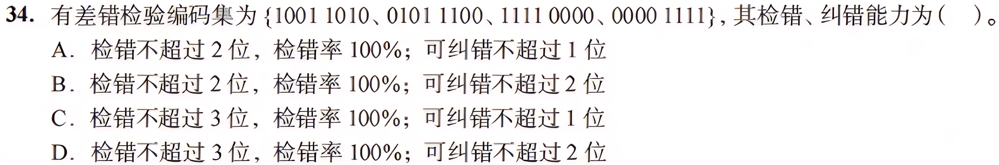 34. 有差错检验编码集为{1001 1010、0101 1100、1111 0000、0000 1111}，其检错、纠错能力为(    )。
A. 检错不超过 2 位，检错率 100%；可纠错不超过 1 位
B. 检错不超过 2 位，检错率 100%；可纠错不超过 2 位
C. 检错不超过 3 位，检错率 100%；可纠错不超过 1 位
D. 检错不超过 3 位，检错率 100%；可纠错不超过 2 位